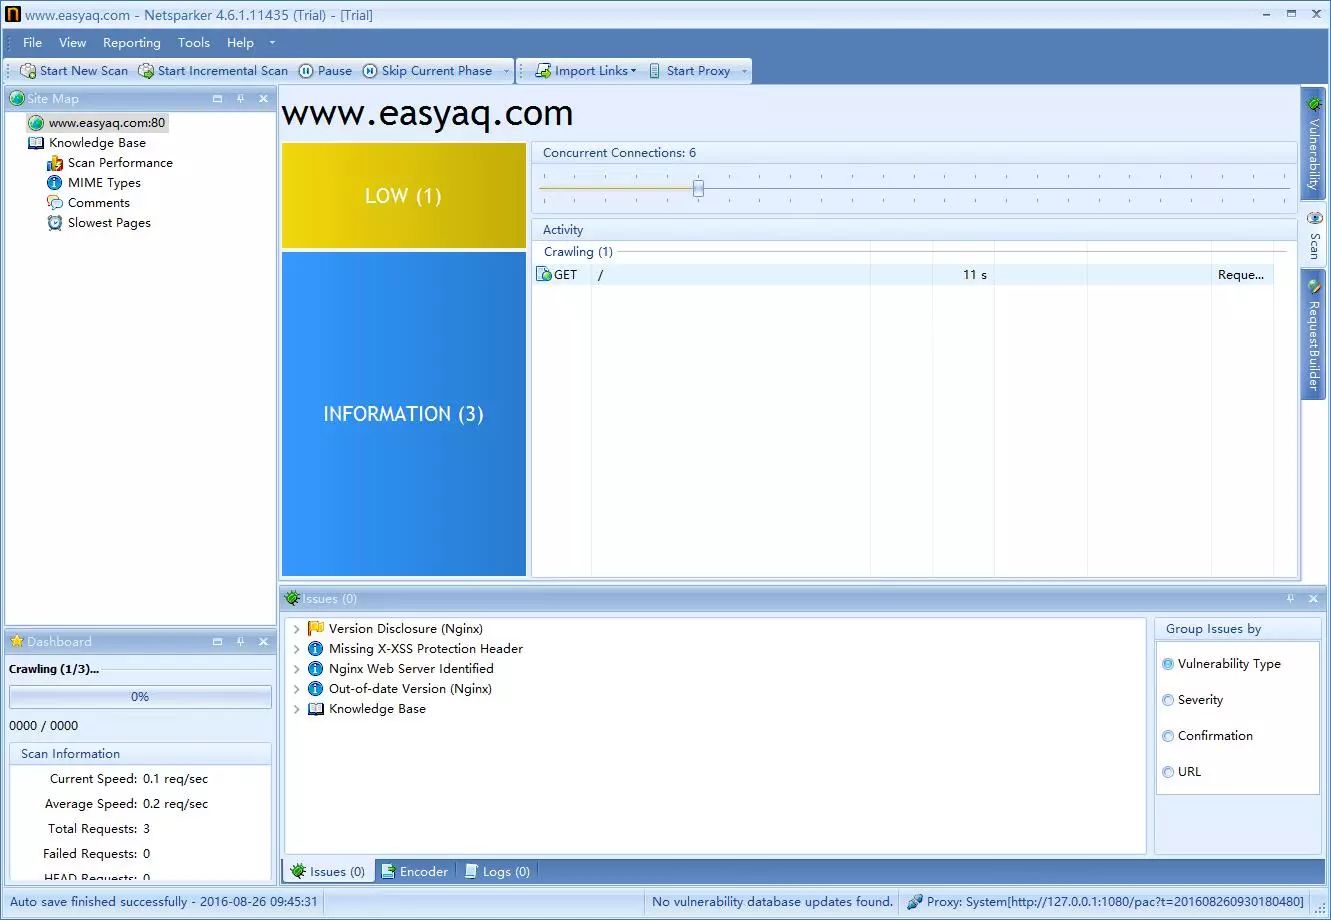 www.easyaq.com - Netsparker 4.6.1.11435 (Trial) - [Trial]
File View Reporting Tools Help
Start New Scan Start Incremental Scan Pause Skip Current Phase Import Links Start Proxy
Site Map
www.easyaq.com:80
Knowledge Base
Scan Performance
MIME Types
Comments
Slowest Pages
www.easyaq.com
LOW (1)
INFORMATION (3)
Concurrent Connections: 6
Activity
Crawling (1)
GET / 11 s Reque...
Vulnerability
Scan
RequestBuilder
Issues (0)
Version Disclosure (Nginx)
Missing X-XSS Protection Header
Nginx Web Server Identified
Out-of-date Version (Nginx)
Knowledge Base
Group Issues by
Vulnerability Type
Severity
Confirmation
URL
Issues (0) Encoder Logs (0)
Dashboard
Crawling (1/3)...
0%
0000 / 0000
Scan Information
Current Speed: 0.1 req/sec
Average Speed: 0.2 req/sec
Total Requests: 3
Failed Requests: 0
HEAD Requests: 0
Auto save finished successfully - 2016-08-26 09:45:31
No vulnerability database updates found.
Proxy: System[http://127.0.0.1:1080/pac?t=201608260930180480]